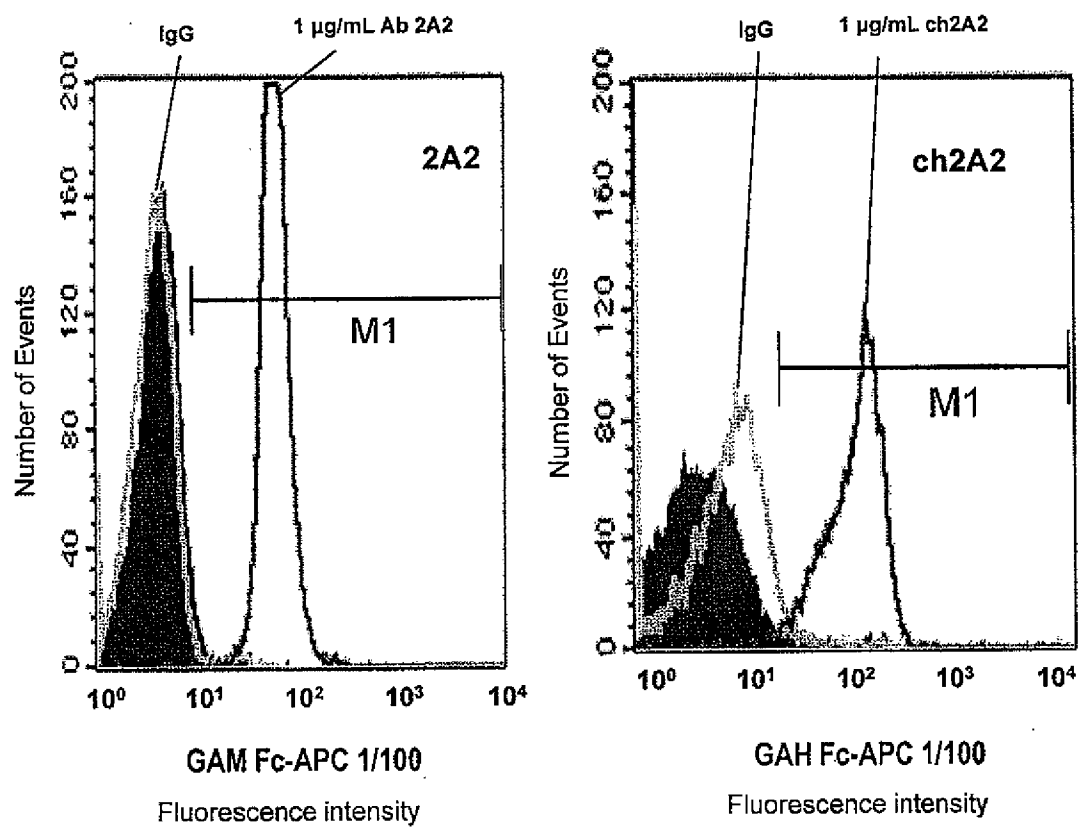 IgG
1 µg/mL Ab 2A2
2A2
M1
Number of Events
200
160
120
80
40
0
10⁰ 10¹ 10² 10³ 10⁴
GAM Fc-APC 1/100
Fluorescence intensity
IgG
1 µg/mL ch2A2
ch2A2
M1
Number of Events
200
160
120
80
40
0
10⁰ 10¹ 10² 10³ 10⁴
GAH Fc-APC 1/100
Fluorescence intensity